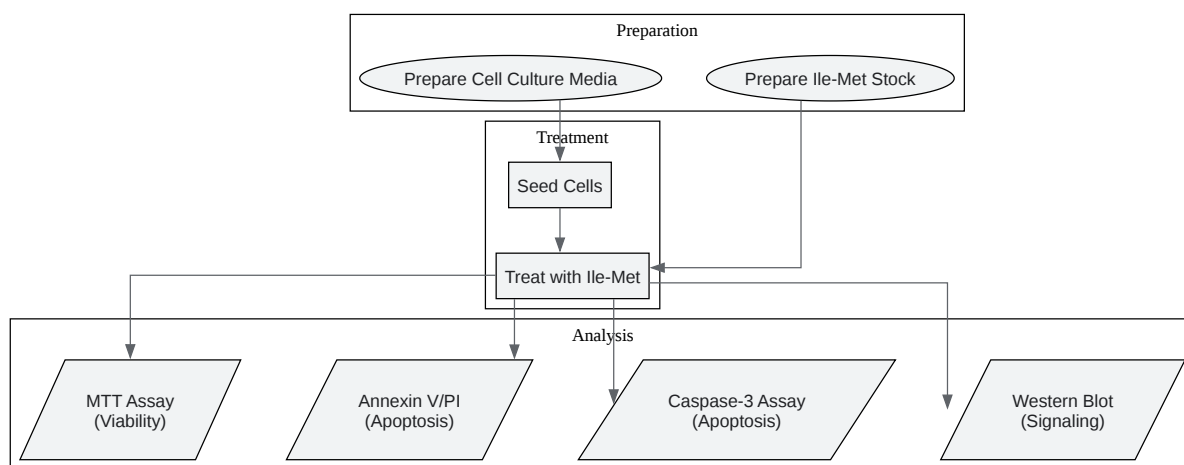 Preparation
Prepare Cell Culture Media
Prepare Ile-Met Stock
Treatment
Seed Cells
Treat with Ile-Met
Analysis
MTT Assay
(Viability)
Annexin V/PI
(Apoptosis)
Caspase-3 Assay
(Apoptosis)
Western Blot
(Signaling)